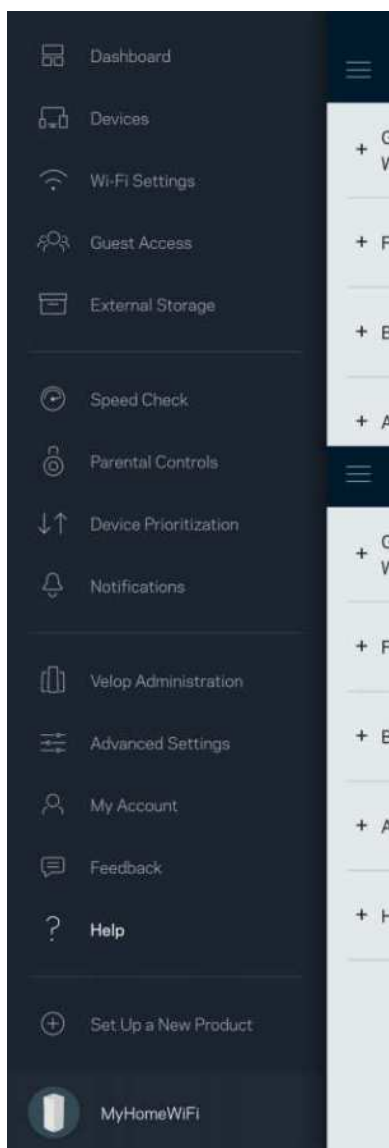 Dashboard
Devices
Wi-Fi Settings
Guest Access
External Storage
Speed Check
Parental Controls
Device Prioritization
Notifications
Velop Administration
Advanced Settings
My Account
Feedback
? Help
Set Up a New Product
MyHomeWiFi